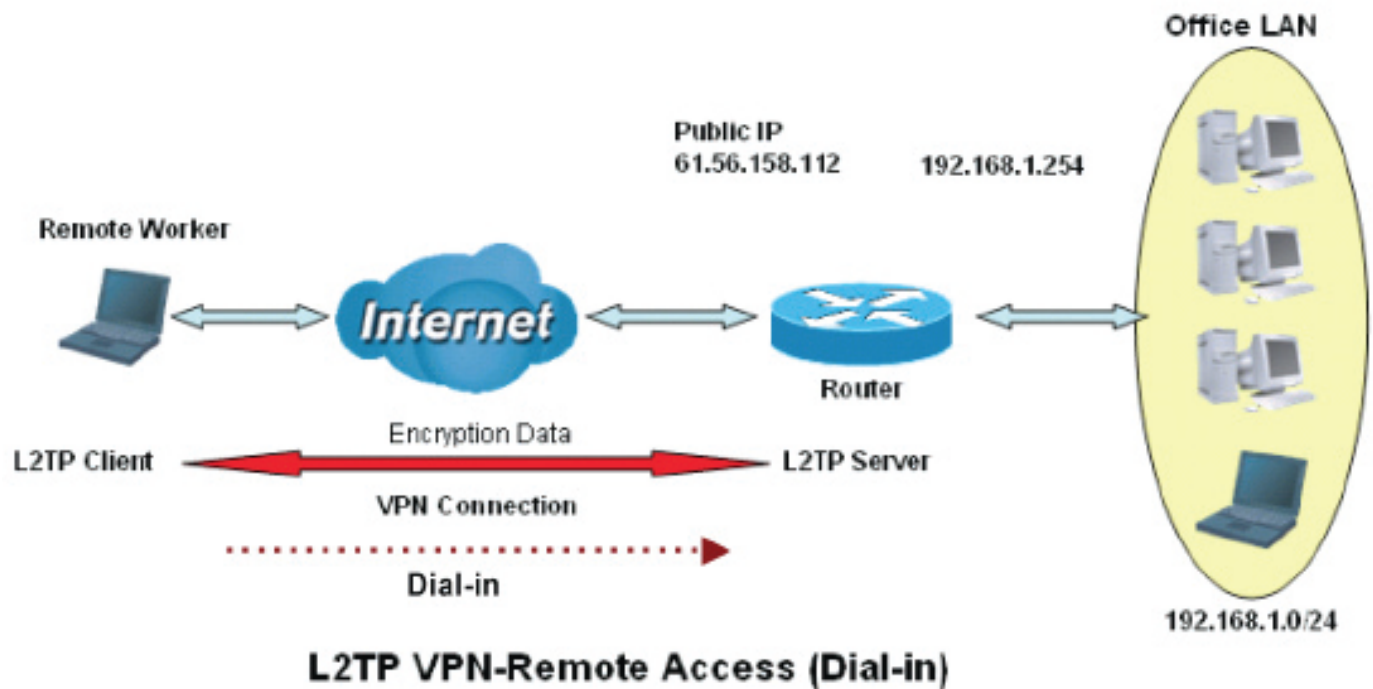 Office LAN
Public IP
61.56.158.112
192.168.1.254
Remote Worker
Internet
Router
Encryption Data
L2TP Client
L2TP Server
VPN Connection
Dial-in
192.168.1.0/24
L2TP VPN-Remote Access (Dial-in)